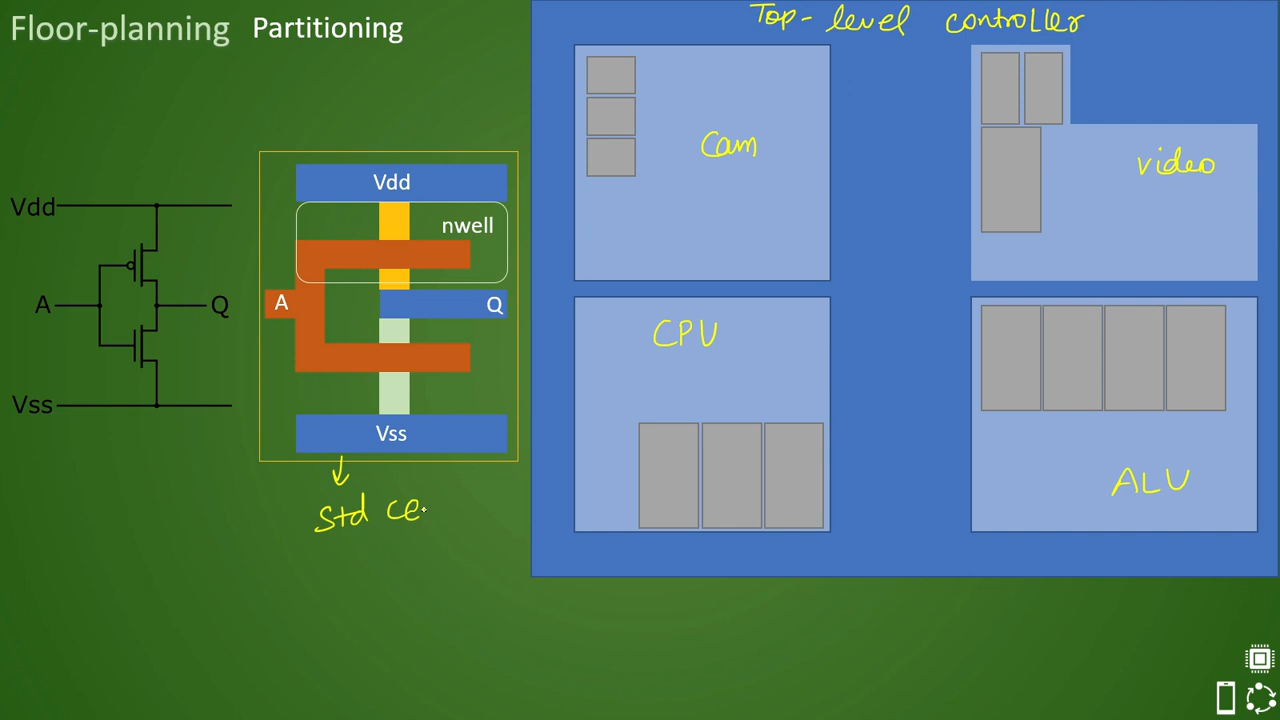 Floor-planning Partitioning
Top-level controller
Cam
video
Vdd
Vdd
nwell
A
A
Q
Q
Vss
Vss
CPU
ALU
Std ce